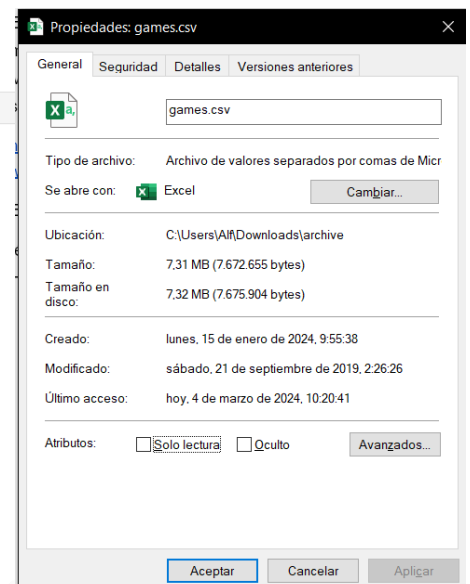 Propiedades: games.csv
General Seguridad Detalles Versiones anteriores
X a,
games.csv
Tipo de archivo: Archivo de valores separados por comas de Micr
Se abre con: Excel Cambiar...
Ubicación: C:\Users\Alf\Downloads\archive
Tamaño: 7,31 MB (7.672.655 bytes)
Tamaño en disco: 7,32 MB (7.675.904 bytes)
Creado: lunes, 15 de enero de 2024, 9:55:38
Modificado: sábado, 21 de septiembre de 2019, 2:26:26
Último acceso: hoy, 4 de marzo de 2024, 10:20:41
Atributos: Solo lectura Oculto Avanzados...
Aceptar Cancelar Aplicar